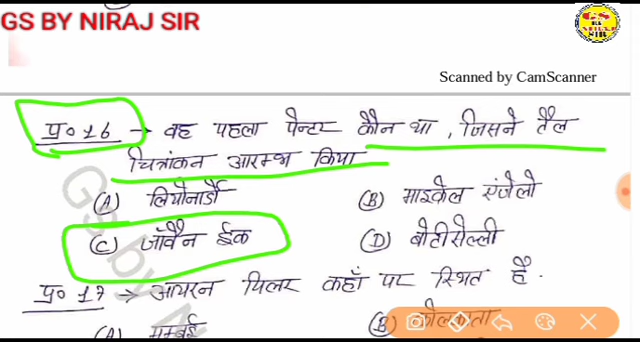 GS BY NIRAJ SIR
Scanned by CamScanner
प्र० 16 → वह पहला पेन्टर कौन था, जिसने तैल
चित्रांकन आरम्भ किया
(A) लियोनार्डो (B) माइकेल एंजेलो
(C) जॉवैन ईक (D) बोटीसेल्ली
प्र० 17 → आयरन पिलर कहाँ पर स्थित है.
(A) मुम्बई (B) कोलकाता